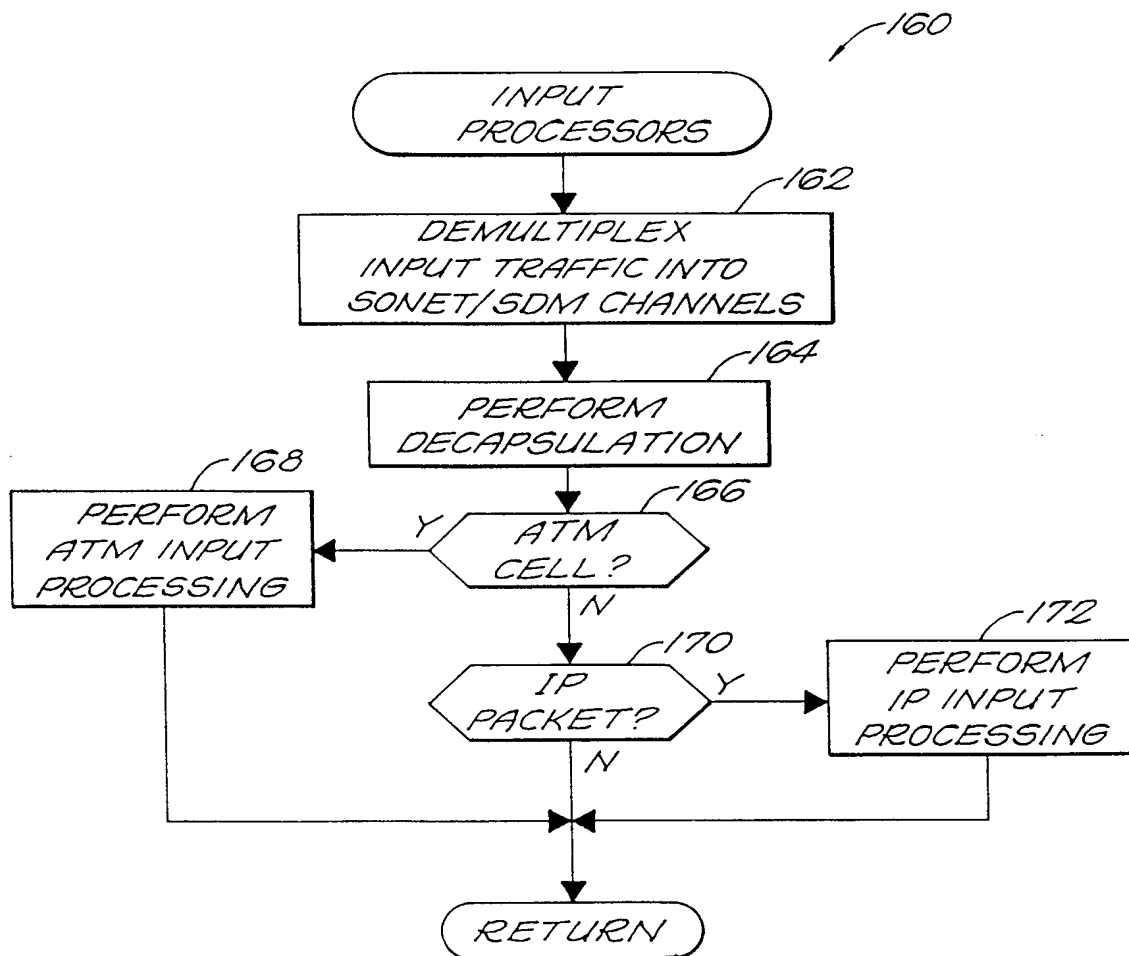 160
INPUT
PROCESSORS
162
DEMULTIPLEX
INPUT TRAFFIC INTO
SONET/SDM CHANNELS
164
PERFORM
DECAPSULATION
168
PERFORM
ATM INPUT
PROCESSING
166
Y
ATM
CELL?
N
170
IP
PACKET?
Y
N
172
PERFORM
IP INPUT
PROCESSING
RETURN